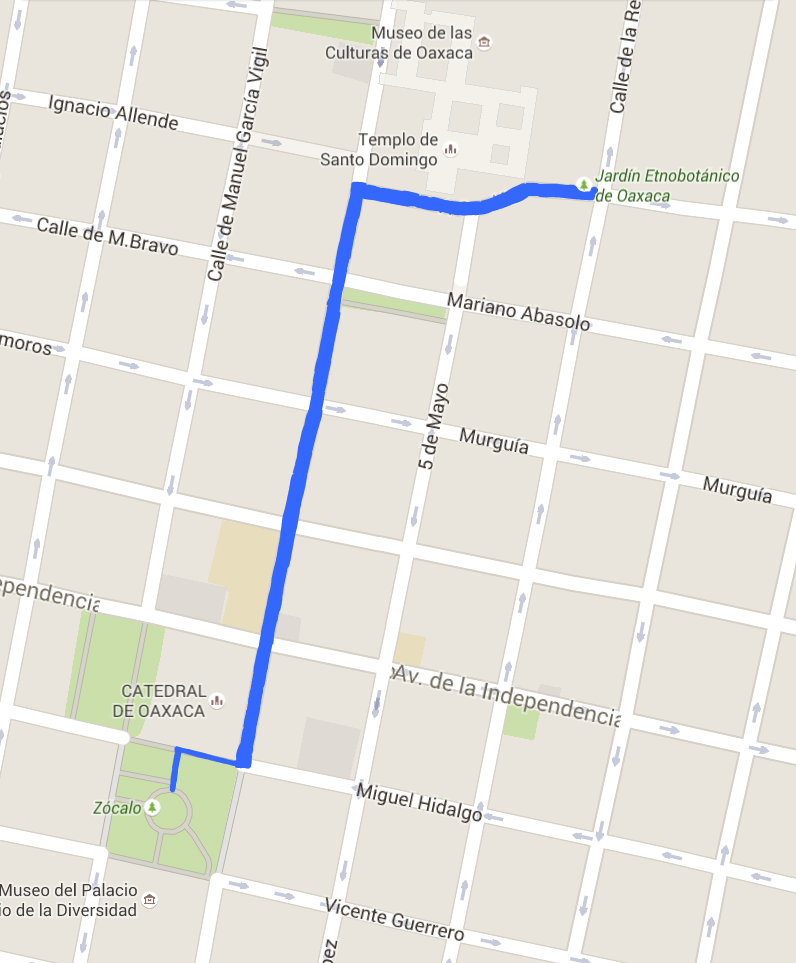 Museo de las
Culturas de Oaxaca
Calle de la Re
Calle de Manuel García Vigil
Ignacio Allende
Templo de
Santo Domingo
Jardín Etnobotánico
de Oaxaca
Calle de M.Bravo
Mariano Abasolo
moros
5 de Mayo
Murguía
Murguía
ependencia
Av. de la Independencia
CATEDRAL
DE OAXACA
Zócalo
Miguel Hidalgo
Museo del Palacio
io de la Diversidad
Vicente Guerrero
pez